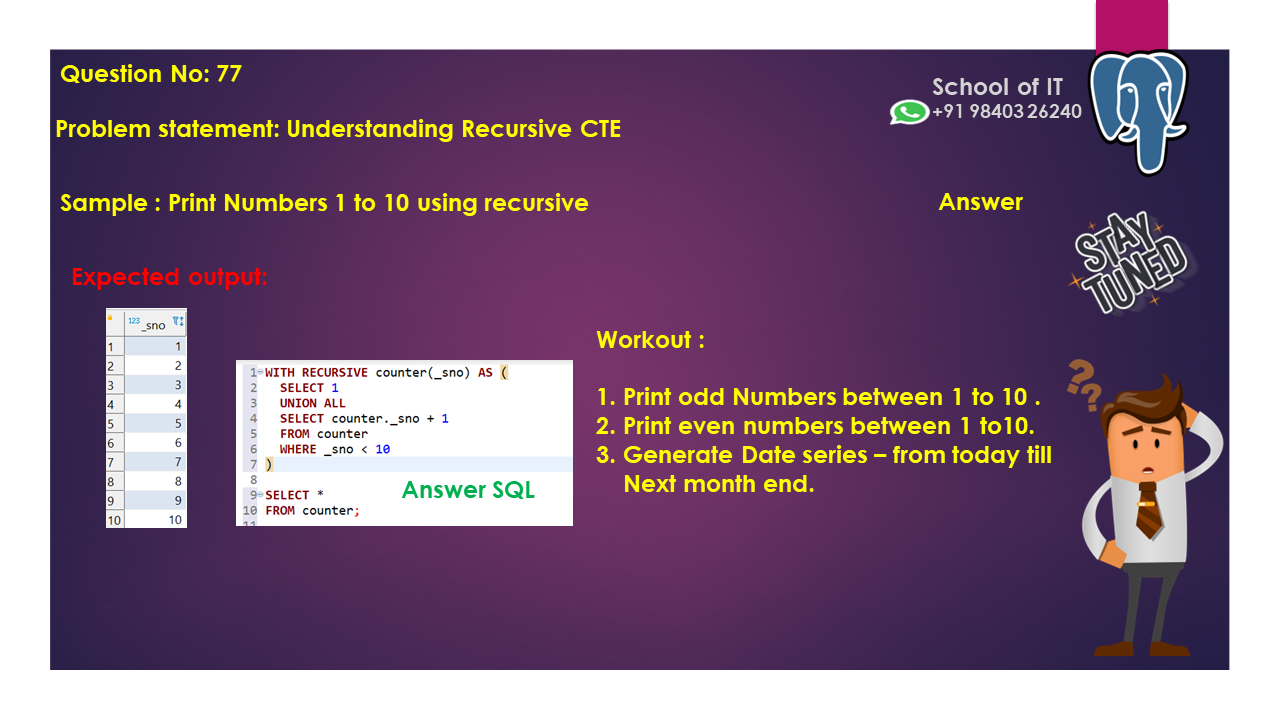 Question No: 77
School of IT
+91 98403 26240
Problem statement: Understanding Recursive CTE
Sample : Print Numbers 1 to 10 using recursive
Answer
STAY
TUNED
Expected output:
123 _sno
1 1
2 2
3 3
4 4
5 5
6 6
7 7
8 8
9 9
10 10
1 WITH RECURSIVE counter(_sno) AS (
2 SELECT 1
3 UNION ALL
4 SELECT counter._sno + 1
5 FROM counter
6 WHERE _sno < 10
7 )
8
9 SELECT *
10 FROM counter;
11
Answer SQL
Workout :
1. Print odd Numbers between 1 to 10 .
2. Print even numbers between 1 to10.
3. Generate Date series – from today till
Next month end.
? ?
?